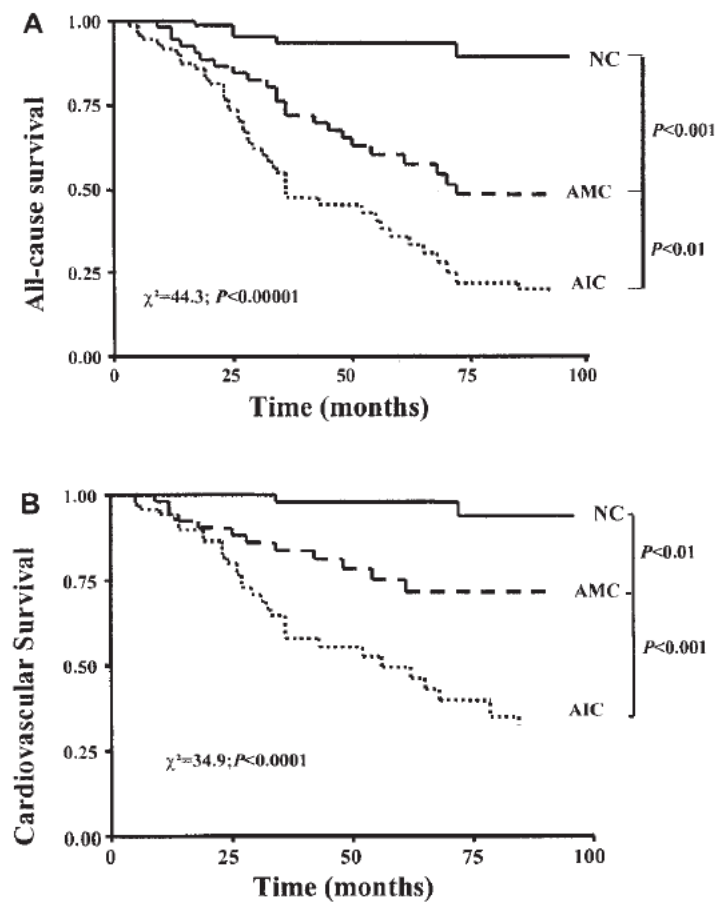 A
All-cause survival
1.00
0.75
0.50
0.25
0.00
NC
AMC
AIC
P<0.001
P<0.01
χ²=44.3; P<0.00001
0 25 50 75 100
Time (months)
B
Cardiovascular Survival
1.00
0.75
0.50
0.25
0.00
NC
AMC
AIC
P<0.01
P<0.001
χ²=34.9;P<0.0001
0 25 50 75 100
Time (months)